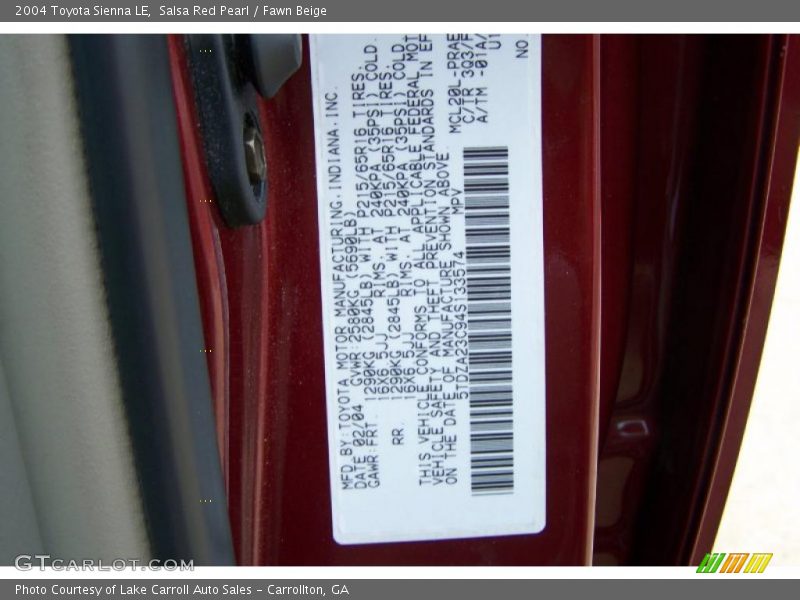 2004 Toyota Sienna LE, Salsa Red Pearl / Fawn Beige
MFD BY: TOYOTA MOTOR MANUFACTURING, INDIANA, INC.
DATE 02/04 GVWR: 2580KG (5690LB)
GAWR: FRT. 1290KG (2845LB) WITH P215/65R16 TIRES,
16X6.5JJ RIMS, AT 240KPA (35PSI) COLD.
RR. 1290KG (2845LB) WITH P215/65R16 TIRES,
16X6.5JJ RIMS, AT 240KPA (35PSI) COLD
THIS VEHICLE CONFORMS TO ALL APPLICABLE FEDERAL MOT
VEHICLE SAFETY AND THEFT PREVENTION STANDARDS IN EF
ON THE DATE OF MANUFACTURE SHOWN ABOVE.
5TDZA23C94S133574 MPV
MCL20L-PRAE
C/TR 3Q3/F
A/TM -01A/
U1
NO
GTCARLOT.COM
Photo Courtesy of Lake Carroll Auto Sales - Carrollton, GA